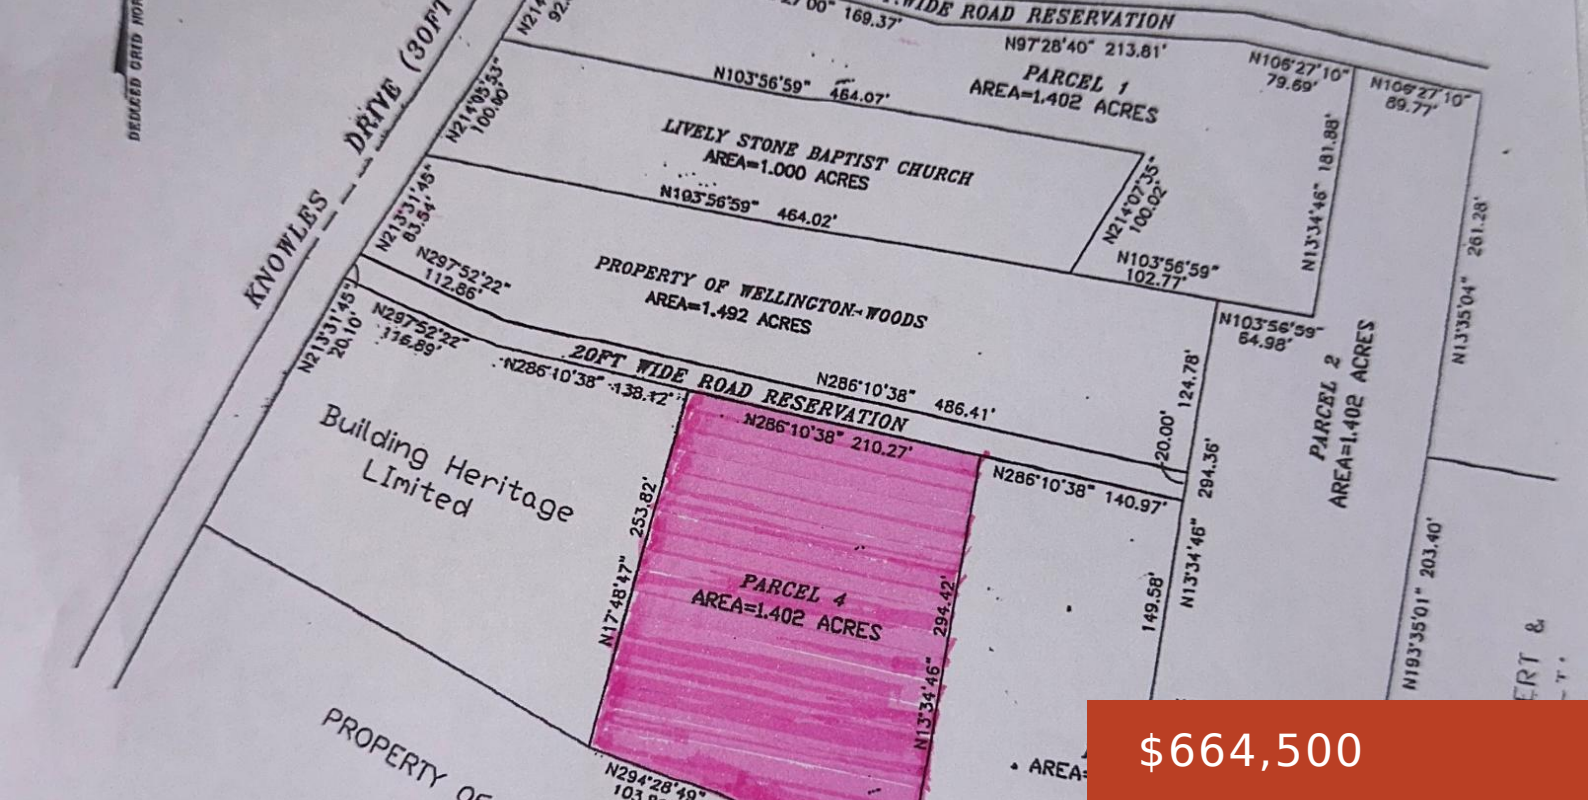 DEDUCED GRID NOR
KNOWLES DRIVE (30FT
N214
92.
00" 169.37'
WIDE ROAD RESERVATION
N97°28'40" 213.81'
PARCEL 1
AREA=1.402 ACRES
N106°27'10"
79.69'
N106°27'10"
89.77'
N214°05'53"
100.00'
N103°56'59" 464.07'
LIVELY STONE BAPTIST CHURCH
AREA=1.000 ACRES
N214°07'35"
100.02'
N13°34'46" 181.88'
N13°35'04" 261.28'
N213°31'45"
83.54'
N103°56'59" 464.02'
N103°56'59"
102.77'
N297°52'22"
112.86'
PROPERTY OF WELLINGTON-WOODS
AREA=1.492 ACRES
N103°56'59"
64.98'
N213°31'45"
20.10'
N297°52'22"
116.89'
20FT WIDE ROAD RESERVATION
N286°10'38" 138.12'
N286°10'38" 486.41'
124.78'
20.00'
294.36'
N13°34'46"
PARCEL 2
AREA=1.402 ACRES
Building Heritage
LImited
N286°10'38" 210.27'
N286°10'38" 140.97'
N17°48'47" 253.82'
PARCEL 4
AREA=1.402 ACRES
N13°34'46" 294.42'
149.58'
N193°35'01" 203.40'
ERT &
PROPERTY OF
N294°28'49"
AREA=
$664,500